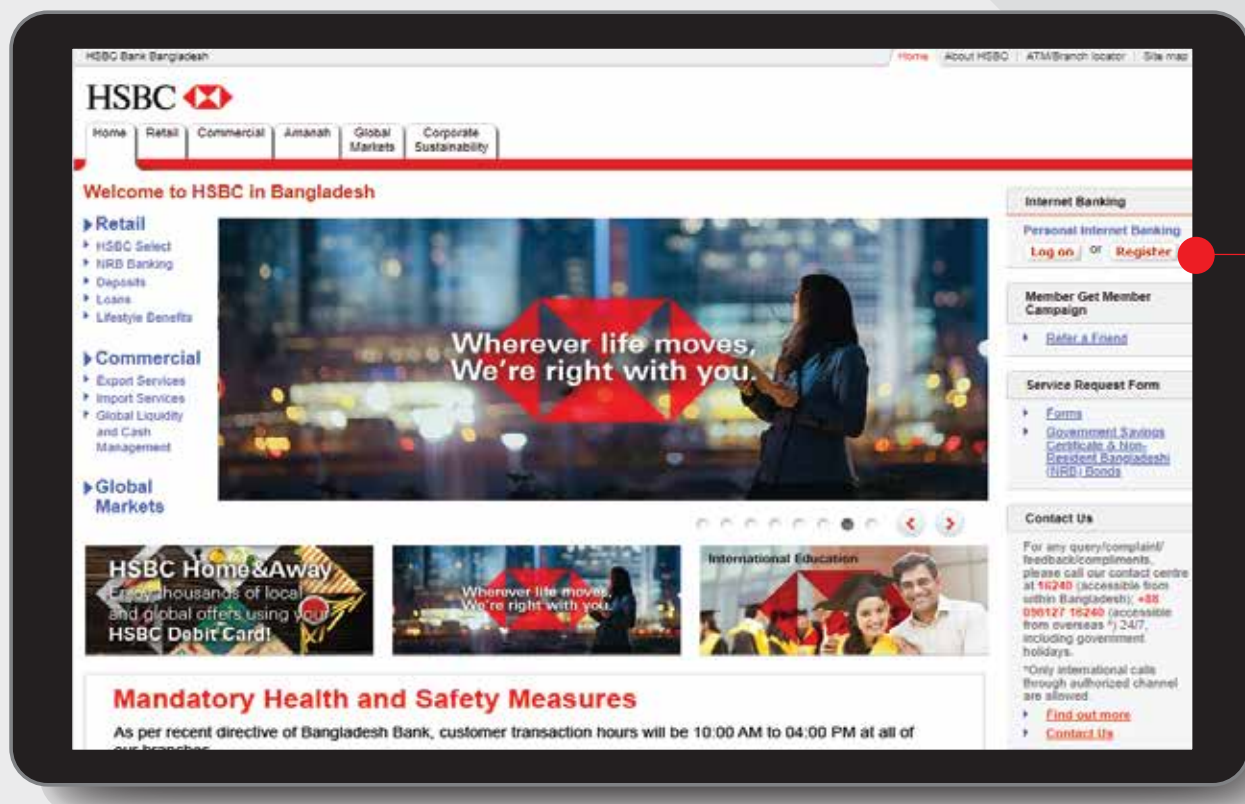 HSBC Bank Bangladesh
Home About HSBC ATM/Branch locator Site map
HSBC
Home Retail Commercial Amanah Global Markets Corporate Sustainability
Welcome to HSBC in Bangladesh
Retail
HSBC Select
NRB Banking
Deposits
Loans
Lifestyle Benefits
Commercial
Export Services
Import Services
Global Liquidity
and Cash
Management
Global
Markets
Wherever life moves,
We're right with you.
Internet Banking
Personal Internet Banking
Log on or Register
Member Get Member
Campaign
Refer a Friend
Service Request Form
Forms
Government Savings
Certificate & Non-
Resident Bangladeshi
(NRB) Bonds
Contact Us
For any query/complaint/
feedback/compliments,
please call our contact centre
at 16240 (accessible from
within Bangladesh); +88
096127 16240 (accessible
from overseas *) 24/7,
including government
holidays.
*Only international calls
through authorized channel
are allowed
Find out more
Contact Us
HSBC Home&Away
Enjoy thousands of local
and global offers using your
HSBC Debit Card!
Wherever life moves,
We're right with you.
International Education
Mandatory Health and Safety Measures
As per recent directive of Bangladesh Bank, customer transaction hours will be 10:00 AM to 04:00 PM at all of
our branches